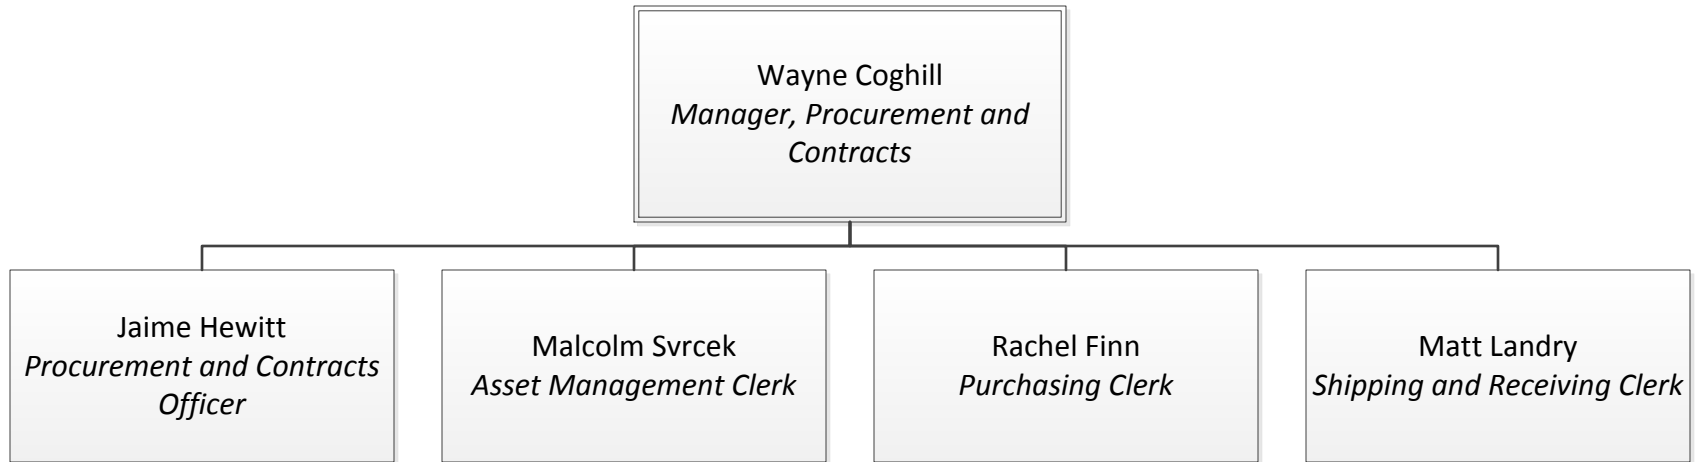 Wayne Coghill
Manager, Procurement and
Contracts
Jaime Hewitt
Procurement and Contracts
Officer
Malcolm Svrcek
Asset Management Clerk
Rachel Finn
Purchasing Clerk
Matt Landry
Shipping and Receiving Clerk